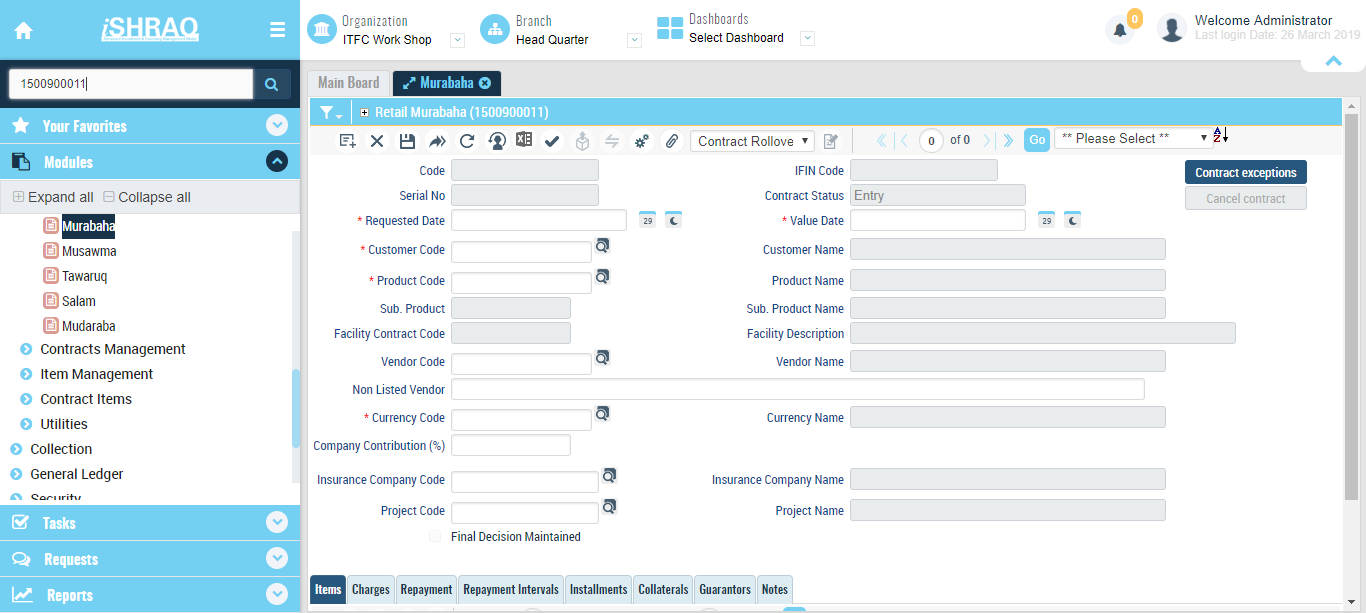 iSHRAQ
Organization
ITFC Work Shop
Branch
Head Quarter
Dashboards
Select Dashboard
0
Welcome Administrator
Last login Date: 26 March 2019
1500900011
Your Favorites
Modules
Expand all Collapse all
Murabaha
Musawma
Tawaruq
Salam
Mudaraba
Contracts Management
Item Management
Contract Items
Utilities
Collection
General Ledger
Security
Tasks
Requests
Reports
Main Board Murabaha
Retail Murabaha (1500900011)
Contract Rollove 0 of 0 Go ** Please Select **
Code IFIN Code Contract exceptions
Serial No Contract Status Entry Cancel contract
* Requested Date 29 * Value Date 29
* Customer Code Customer Name
* Product Code Product Name
Sub. Product Sub. Product Name
Facility Contract Code Facility Description
Vendor Code Vendor Name
Non Listed Vendor
* Currency Code Currency Name
Company Contribution (%)
Insurance Company Code Insurance Company Name
Project Code Project Name
Final Decision Maintained
Items Charges Repayment Repayment Intervals Installments Collaterals Guarantors Notes